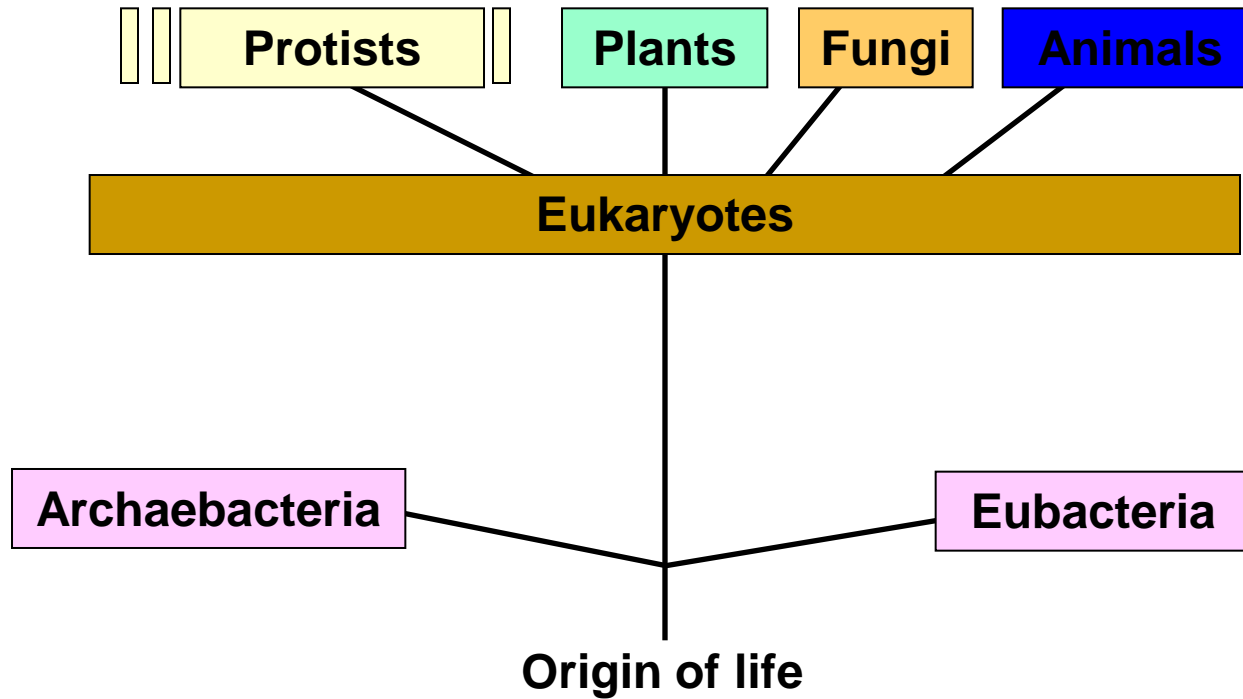 Protists
Plants
Fungi
Animals
Eukaryotes
Archaebacteria
Eubacteria
Origin of life